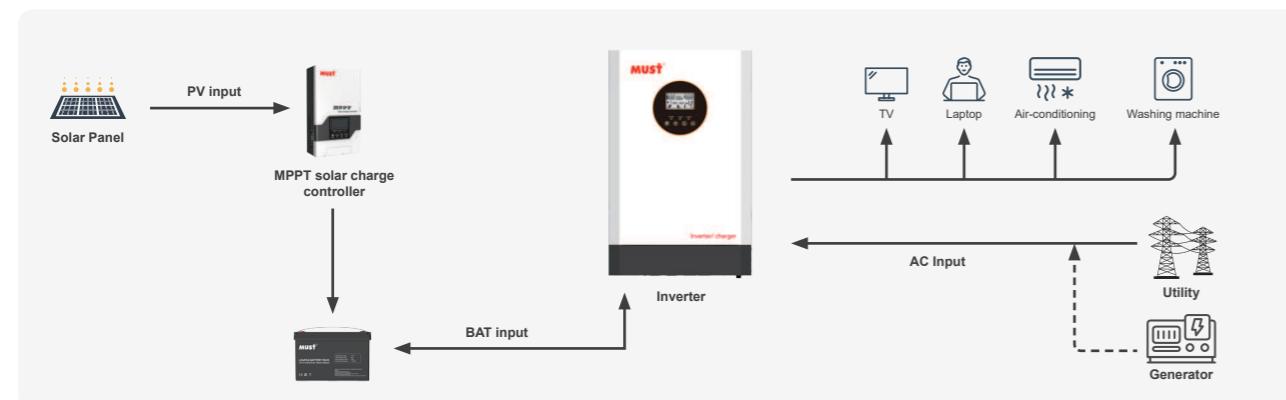 MUST
PV input
MUST
MPPT
Solar Panel
MPPT solar charge
controller
TV
Laptop
Air-conditioning
Washing machine
Inverter/ charger
AC Input
Inverter
Utility
BAT input
MUST
Generator